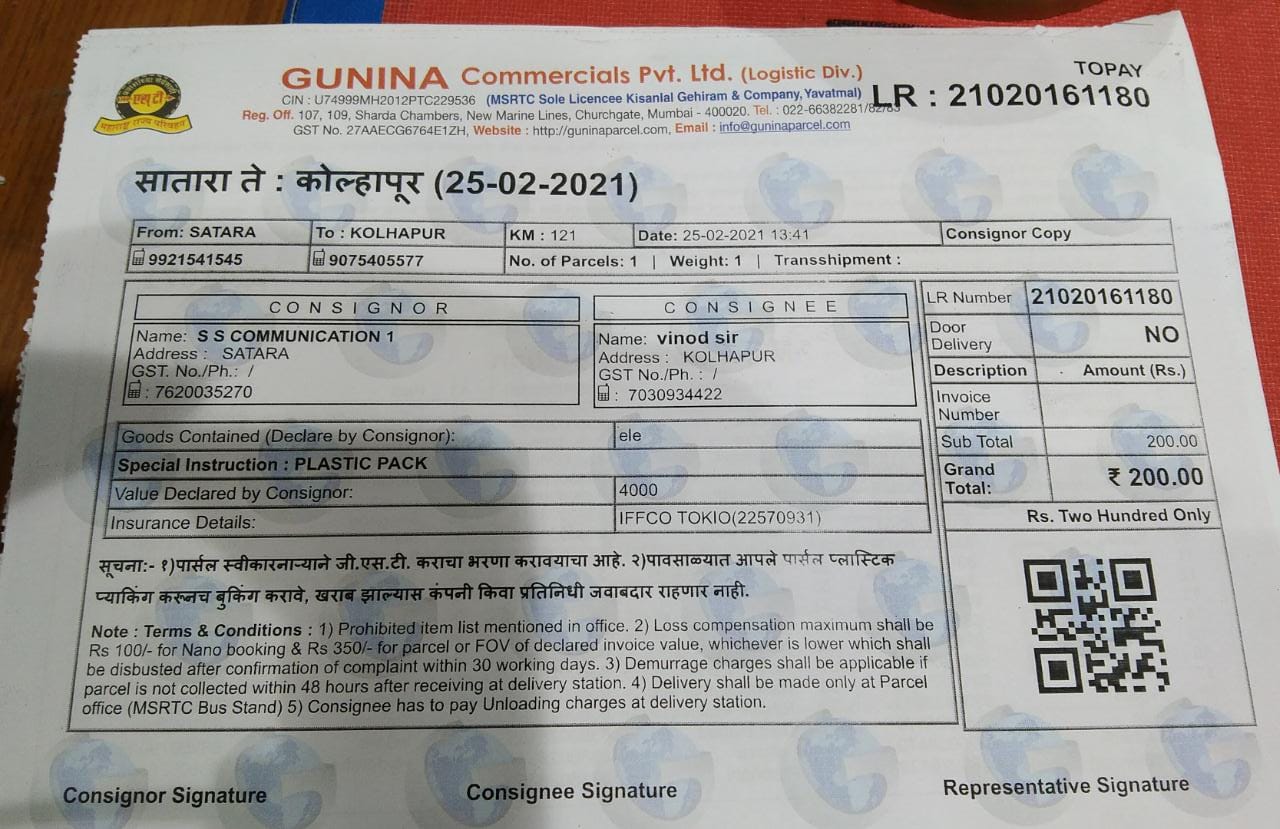 एस टी
महाराष्ट्र राज्य परिवहन
GUNINA Commercials Pvt. Ltd. (Logistic Div.)
TOPAY
CIN : U74999MH2012PTC229536 (MSRTC Sole Licencee Kisanlal Gehiram & Company, Yavatmal)
LR : 21020161180
Reg. Off. 107, 109, Sharda Chambers, New Marine Lines, Churchgate, Mumbai - 400020. Tel. : 022-66382281/82/83
GST No. 27AAECG6764E1ZH, Website : http://guninaparcel.com, Email : info@guninaparcel.com
सातारा ते : कोल्हापूर (25-02-2021)
From: SATARA To : KOLHAPUR KM : 121 Date: 25-02-2021 13:41 Consignor Copy
9921541545 9075405577 No. of Parcels: 1 | Weight: 1 | Transshipment :
CONSIGNOR
Name: S S COMMUNICATION 1
Address : SATARA
GST. No./Ph.: /
: 7620035270
CONSIGNEE
Name: vinod sir
Address : KOLHAPUR
GST No./Ph. : /
: 7030934422
LR Number 21020161180
Door Delivery NO
Description Amount (Rs.)
Invoice Number
Sub Total 200.00
Grand Total: ₹ 200.00
Rs. Two Hundred Only
Goods Contained (Declare by Consignor): ele
Special Instruction : PLASTIC PACK
Value Declared by Consignor: 4000
Insurance Details: IFFCO TOKIO(22570931)
सूचना:- १)पार्सल स्वीकारनाऱ्याने जी.एस.टी. कराचा भरणा करावयाचा आहे. २)पावसाळ्यात आपले पार्सल प्लास्टिक
प्याकिंग करूनच बुकिंग करावे, खराब झाल्यास कंपनी किंवा प्रतिनिधी जवाबदार राहणार नाही.
Note : Terms & Conditions : 1) Prohibited item list mentioned in office. 2) Loss compensation maximum shall be
Rs 100/- for Nano booking & Rs 350/- for parcel or FOV of declared invoice value, whichever is lower which shall
be disbusted after confirmation of complaint within 30 working days. 3) Demurrage charges shall be applicable if
parcel is not collected within 48 hours after receiving at delivery station. 4) Delivery shall be made only at Parcel
office (MSRTC Bus Stand) 5) Consignee has to pay Unloading charges at delivery station.
Consignor Signature Consignee Signature Representative Signature